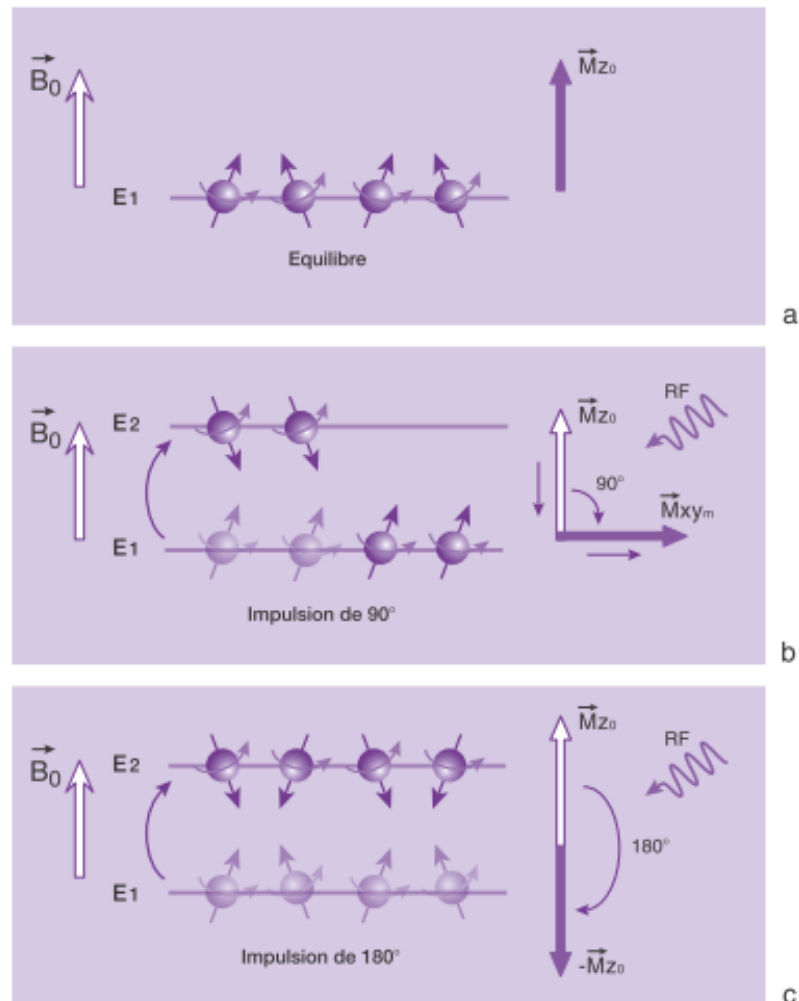 B₀
Mz₀
E1
Equilibre
a
RF
E2
Mz₀
B₀
90°
Mxyₘ
E1
Impulsion de 90°
b
Mz₀
RF
E2
B₀
180°
E1
Impulsion de 180°
-Mz₀
c